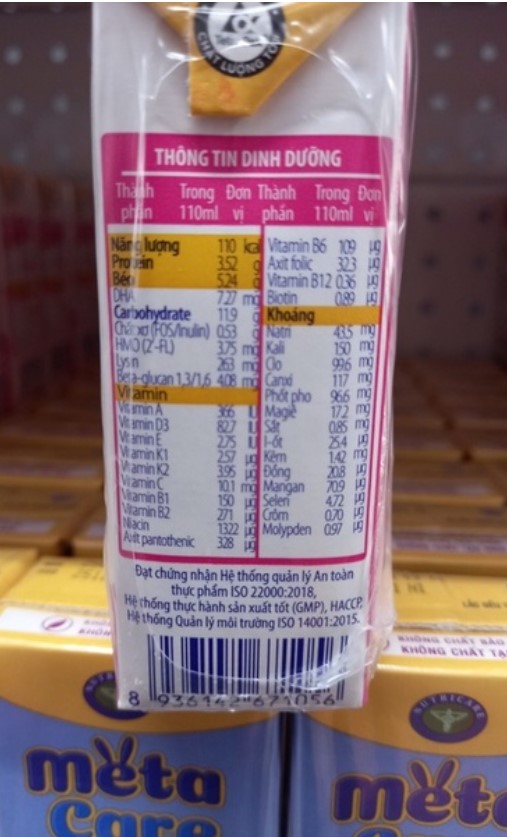 CHẤT LƯỢNG
THÔNG TIN DINH DƯỠNG
Thành phần Trong 110ml Đơn vị Thành phần Trong 110ml Đơn vị
Năng lượng 110 kcal
Protein 3.52 g
Béo 5.24 g
DHA 7.27 mg
Carbohydrate 11.9 g
Chất xơ (FOS/Inulin) 0.53 g
HMO (2'-FL) 3.75 mg
Lysin 263 mg
Beta-glucan 1,3/1,6 4.08 mg
Vitamin
Vitamin A 366 IU
Vitamin D3 82.7 IU
Vitamin E 2.75 IU
Vitamin K1 2.57 µg
Vitamin K2 3.95 µg
Vitamin C 10.1 mg
Vitamin B1 150 µg
Vitamin B2 271 µg
Niacin 1322 µg
Axit pantothenic 328 µg
Vitamin B6 109 µg
Axit folic 32.3 µg
Vitamin B12 0.36 µg
Biotin 0.89 µg
Khoáng
Natri 43.5 mg
Kali 150 mg
Clo 99.6 mg
Canxi 117 mg
Phốt pho 96.6 mg
Magiê 17.2 mg
Sắt 0.85 mg
I-ốt 25.4 µg
Kẽm 1.42 mg
Đồng 20.8 µg
Mangan 70.9 µg
Selen 4.72 µg
Crôm 0.70 µg
Molypden 0.97 µg
Đạt chứng nhận Hệ thống quản lý An toàn
thực phẩm ISO 22000:2018,
Hệ thống thực hành sản xuất tốt (GMP), HACCP,
Hệ thống Quản lý môi trường ISO 14001:2015.
8 936142 671056
KHÔNG CHẤT BẢO
KHÔNG CHẤT TẠ
NUTRICARE
meta
Care
met